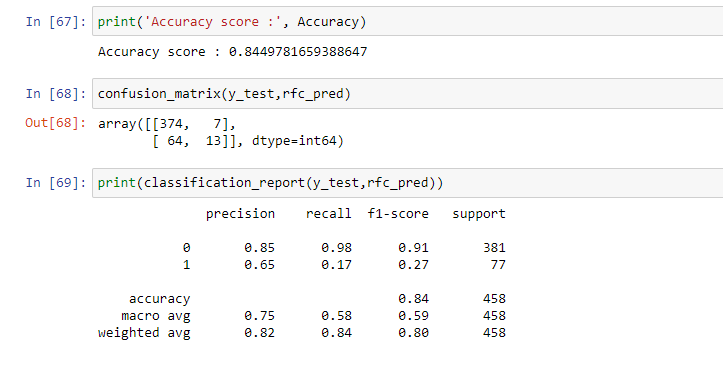 In [67]: print('Accuracy score :', Accuracy)
Accuracy score : 0.8449781659388647
In [68]: confusion_matrix(y_test,rfc_pred)
Out[68]: array([[374,   7],
       [ 64,  13]], dtype=int64)
In [69]: print(classification_report(y_test,rfc_pred))
              precision    recall  f1-score   support
           0       0.85      0.98      0.91       381
           1       0.65      0.17      0.27        77
    accuracy                           0.84       458
   macro avg       0.75      0.58      0.59       458
weighted avg       0.82      0.84      0.80       458